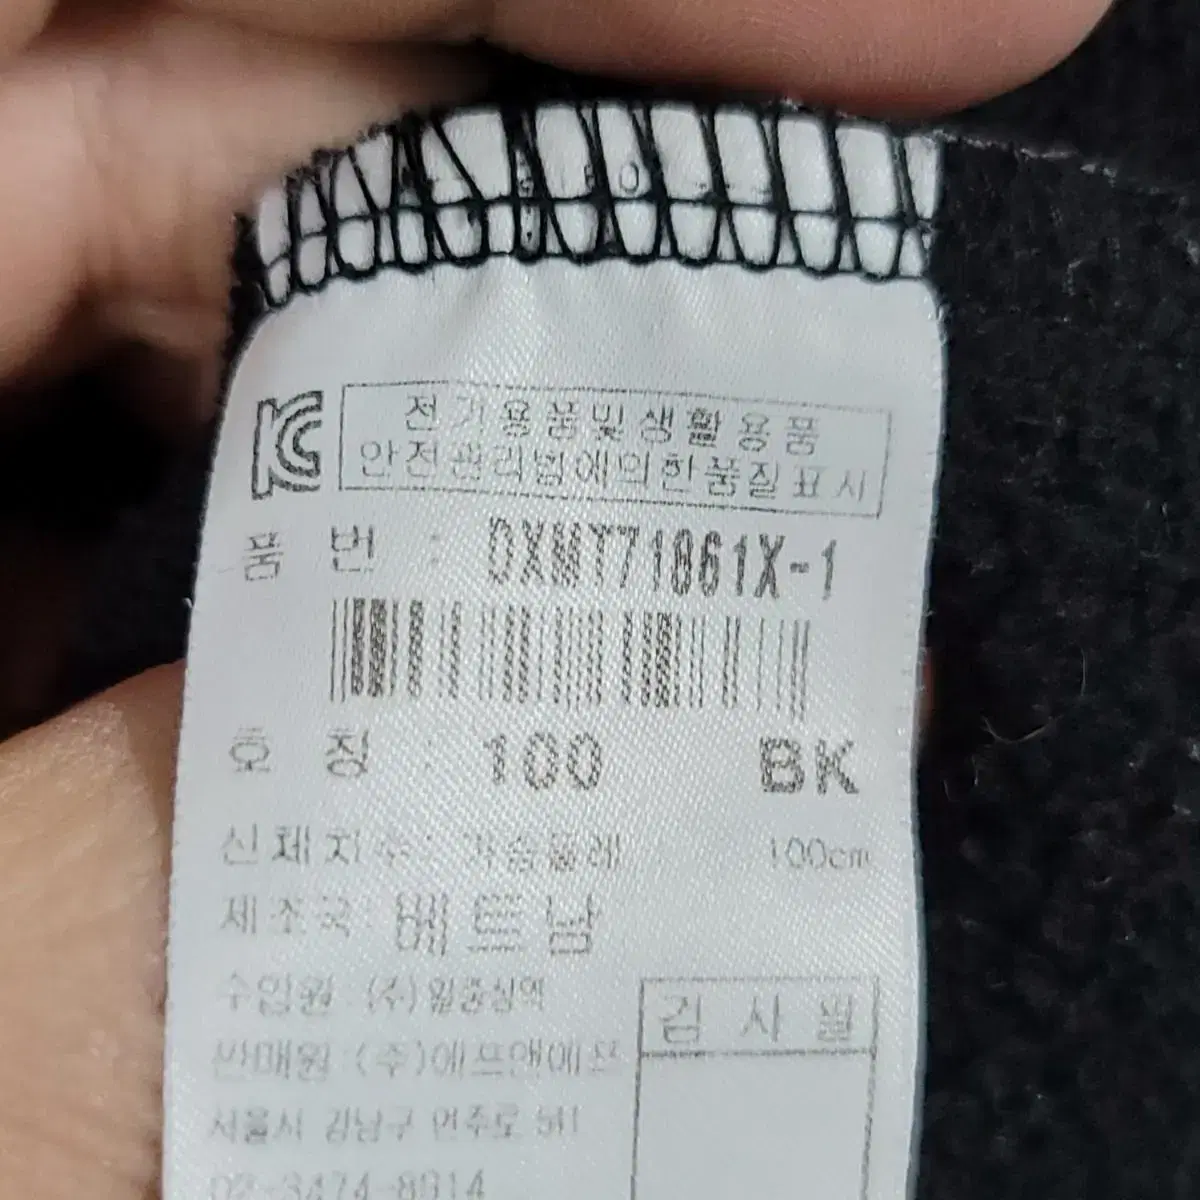 전기용품및생활용품
안전관리법에의한품질표시
품 번 : DXMT71061X-1
호 칭 : 100 BK
신체치수 : 가슴둘레 100cm
제조국 : 베트남
수입원 (주)월중상역
검 사 필
판매원 (주)에프앤에프
서울시 강남구 언주로 541
02-3474-8914